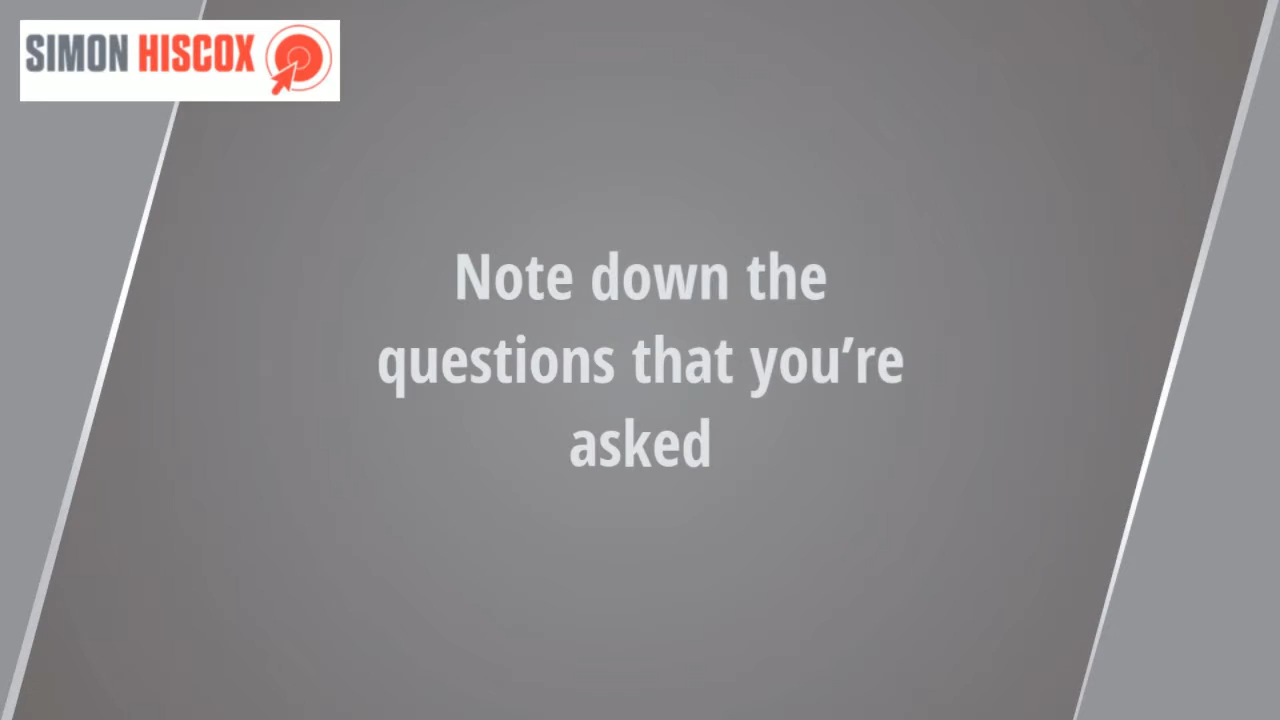 SIMON HISCOX
Note down the
questions that you’re
asked